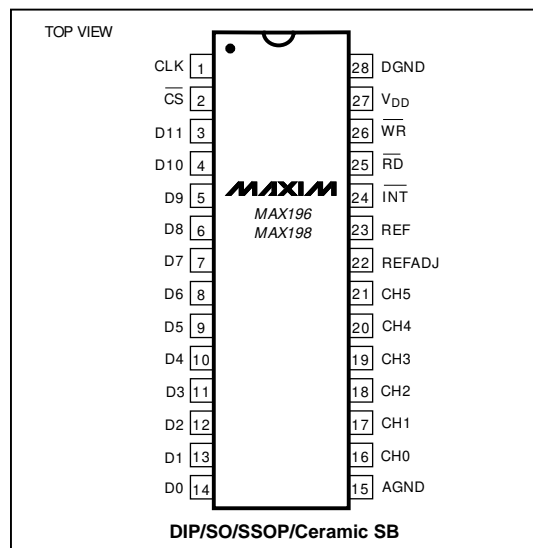 TOP VIEW
CLK 1 28 DGND
CS 2 27 VDD
D11 3 26 WR
D10 4 25 RD
D9 5 MAXIM 24 INT
D8 6 MAX196 23 REF
MAX198
D7 7 22 REFADJ
D6 8 21 CH5
D5 9 20 CH4
D4 10 19 CH3
D3 11 18 CH2
D2 12 17 CH1
D1 13 16 CH0
D0 14 15 AGND
DIP/SO/SSOP/Ceramic SB